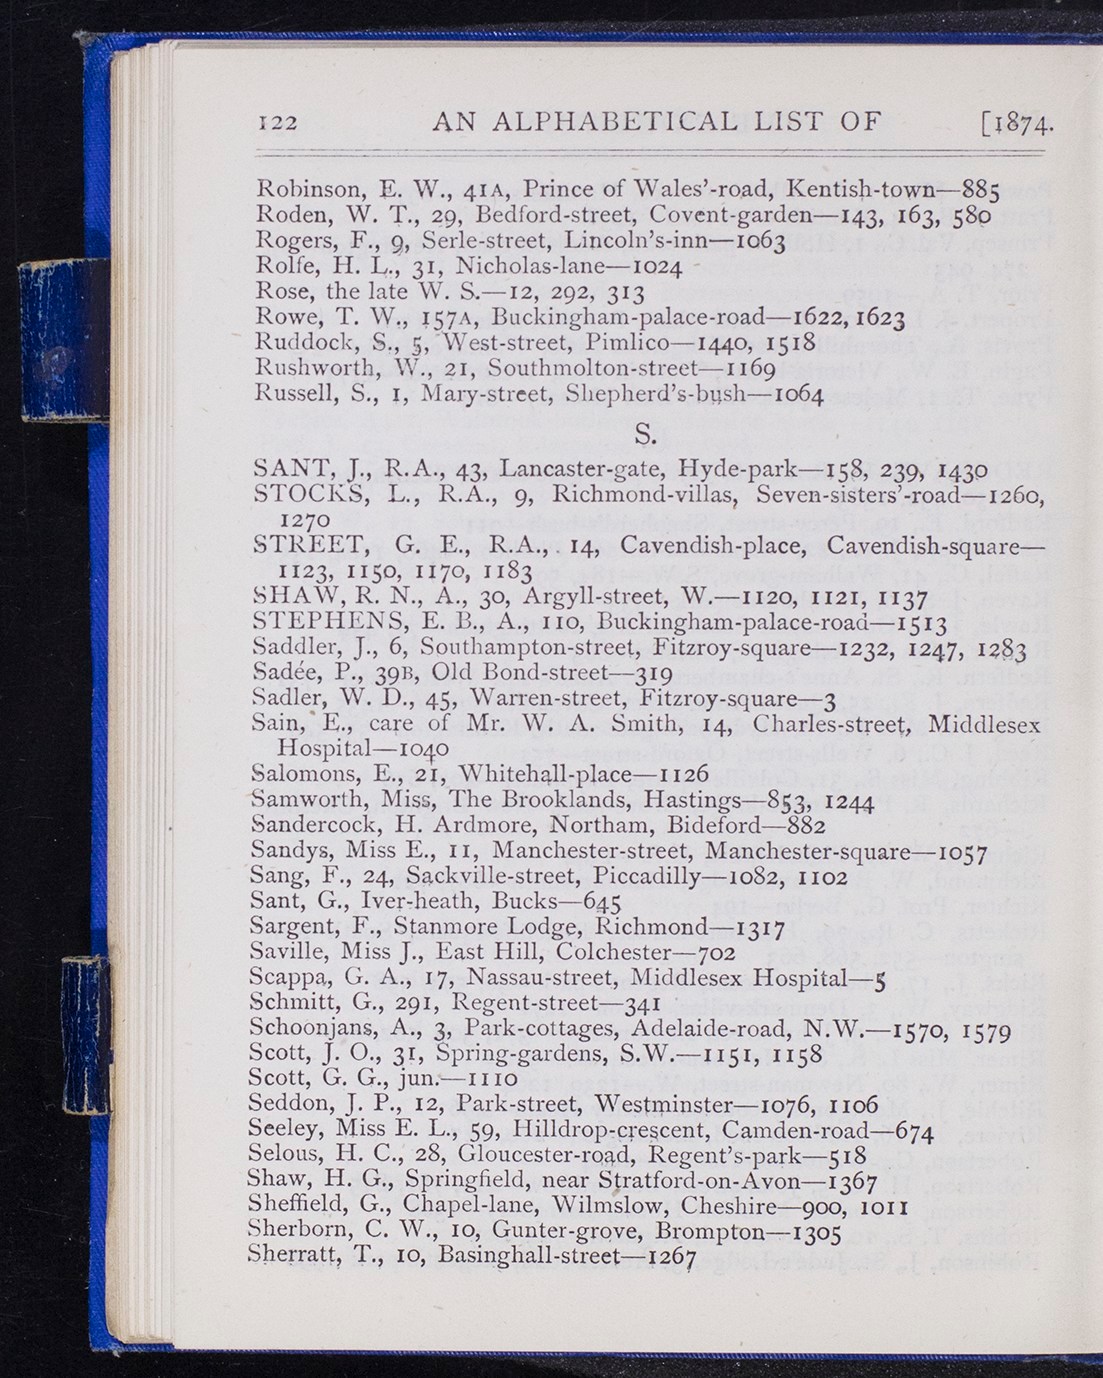 122 AN ALPHABETICAL LIST OF [1874.
Robinson, E. W., 41A, Prince of Wales'-road, Kentish-town—885
Roden, W. T., 29, Bedford-street, Covent-garden—143, 163, 580
Rogers, F., 9, Serle-street, Lincoln's-inn—1063
Rolfe, H. L., 31, Nicholas-lane—1024
Rose, the late W. S.—12, 292, 313
Rowe, T. W., 157A, Buckingham-palace-road—1622, 1623
Ruddock, S., 5, West-street, Pimlico—1440, 1518
Rushworth, W., 21, Southmolton-street—1169
Russell, S., 1, Mary-street, Shepherd's-bush—1064
S.
SANT, J., R.A., 43, Lancaster-gate, Hyde-park—158, 239, 1430
STOCKS, L., R.A., 9, Richmond-villas, Seven-sisters'-road—1260,
1270
STREET, G. E., R.A., 14, Cavendish-place, Cavendish-square—
1123, 1150, 1170, 1183
SHAW, R. N., A., 30, Argyll-street, W.—1120, 1121, 1137
STEPHENS, E. B., A., 110, Buckingham-palace-road—1513
Saddler, J., 6, Southampton-street, Fitzroy-square—1232, 1247, 1283
Sadée, P., 39B, Old Bond-street—319
Sadler, W. D., 45, Warren-street, Fitzroy-square—3
Sain, E., care of Mr. W. A. Smith, 14, Charles-street, Middlesex
Hospital—1040
Salomons, E., 21, Whitehall-place—1126
Samworth, Miss, The Brooklands, Hastings—853, 1244
Sandercock, H. Ardmore, Northam, Bideford—882
Sandys, Miss E., 11, Manchester-street, Manchester-square—1057
Sang, F., 24, Sackville-street, Piccadilly—1082, 1102
Sant, G., Iver-heath, Bucks—645
Sargent, F., Stanmore Lodge, Richmond—1317
Saville, Miss J., East Hill, Colchester—702
Scappa, G. A., 17, Nassau-street, Middlesex Hospital—5
Schmitt, G., 291, Regent-street—341
Schoonjans, A., 3, Park-cottages, Adelaide-road, N.W.—1570, 1579
Scott, J. O., 31, Spring-gardens, S.W.—1151, 1158
Scott, G. G., jun.—1110
Seddon, J. P., 12, Park-street, Westminster—1076, 1106
Seeley, Miss E. L., 59, Hilldrop-crescent, Camden-road—674
Selous, H. C., 28, Gloucester-road, Regent's-park—518
Shaw, H. G., Springfield, near Stratford-on-Avon—1367
Sheffield, G., Chapel-lane, Wilmslow, Cheshire—900, 1011
Sherborn, C. W., 10, Gunter-grove, Brompton—1305
Sherratt, T., 10, Basinghall-street—1267